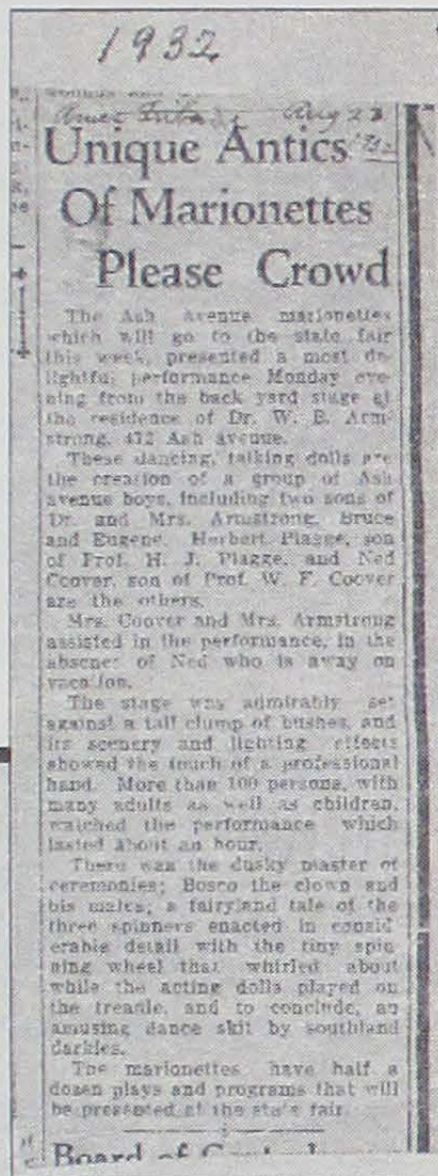 1932
Aug 23
Unique Antics
Of Marionettes
Please Crowd
The Ash Avenue marionettes
which will go to the state fair
this week, presented a most de-
lightful performance Monday eve-
ning from the back yard stage at
the residence of Dr. W. B. Arm-
strong, 472 Ash avenue.
These dancing, talking dolls are
the creation of a group of Ash
avenue boys, including two sons of
Dr. and Mrs. Armstrong, Bruce
and Eugene. Herbert Plagge, son
of Prof. H. J. Plagge, and Ned
Coover, son of Prof. W. F. Coover
are the others.
Mrs. Coover and Mrs. Armstrong
assisted in the performance, in the
absence of Ned who is away on
vacation.
The stage was admirably set
against a tall clump of bushes, and
its scenery and lighting effects
showed the touch of a professional
hand. More than 100 persons, with
many adults as well as children,
watched the performance which
lasted about an hour.
There was the dusky master of
ceremonies; Bosco the clown and
his mates; a fairyland tale of the
three spinners enacted in consid
erable detail with the tiny spin
ning wheel that whirled about
while the acting dolls played on
the treadle, and to conclude, an
amusing dance skit by southland
darkies.
The marionettes have half a
dozen plays and programs that will
be presented at the state fair.
Board of Control